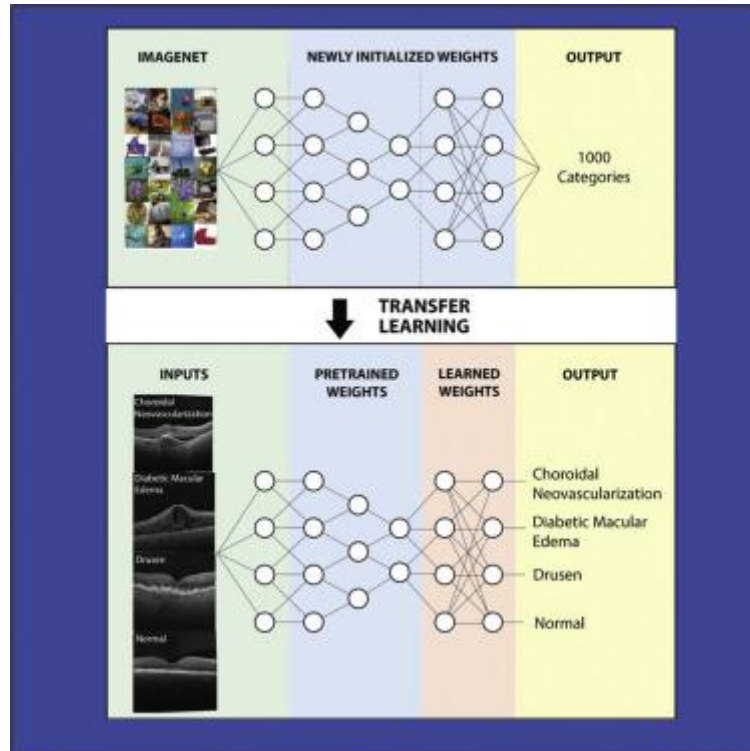 IMAGENET
NEWLY INITIALIZED WEIGHTS
OUTPUT
1000
Categories
TRANSFER
LEARNING
INPUTS
PRETRAINED
WEIGHTS
LEARNED
WEIGHTS
OUTPUT
Choroidal
Neovascularization
Diabetic Macular
Edema
Drusen
Normal
Choroidal
Neovascularization
Diabetic Macular
Edema
Drusen
Normal